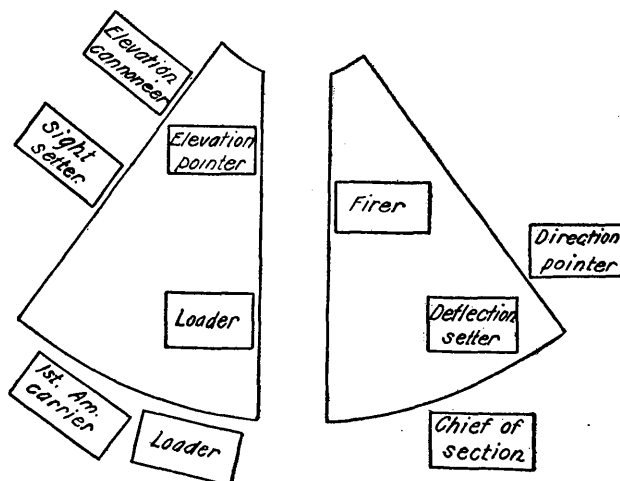 Elevation
cannoneer
Sight
setter.
Elevation
pointer
Firer
Direction
pointer
Loader
Deflection
setter
1st. Am.
carrier
Loader
Chief of
section